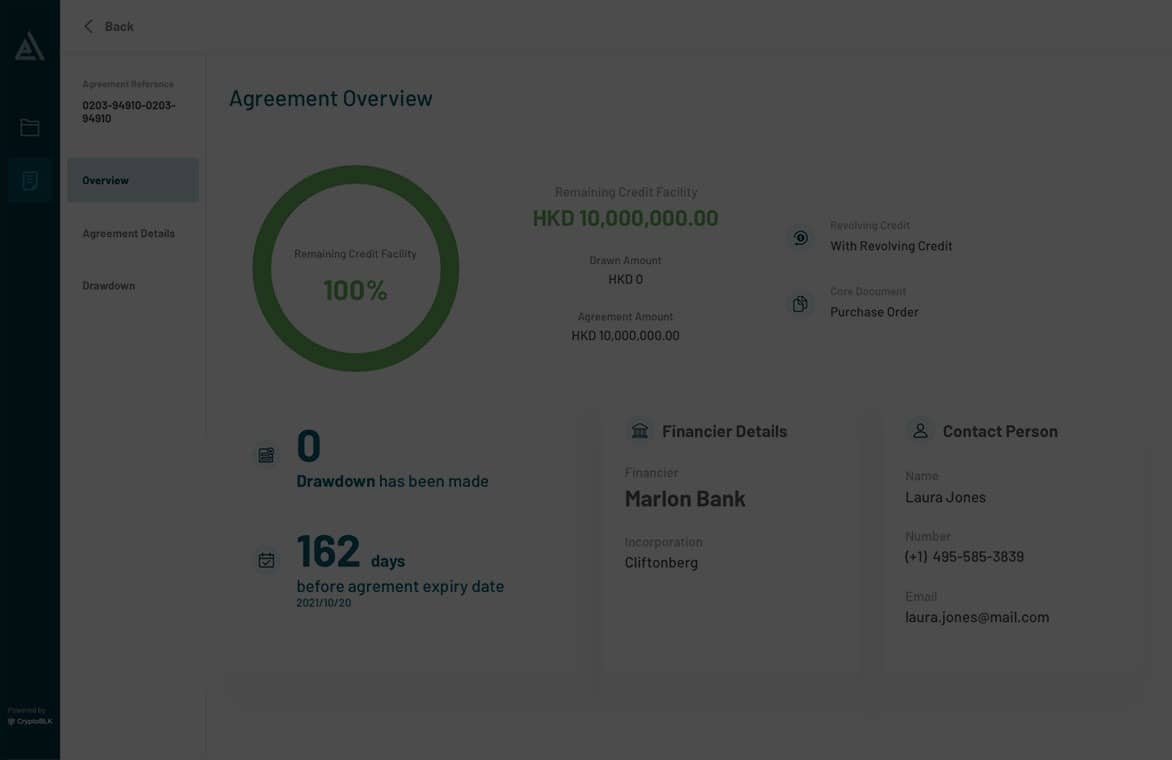 Back
Agreement Reference
0203-94910-0203-
94910
Overview
Agreement Details
Drawdown
Agreement Overview
Remaining Credit Facility
100%
Remaining Credit Facility
HKD 10,000,000.00
Drawn Amount
HKD 0
Agreement Amount
HKD 10,000,000.00
Revolving Credit
With Revolving Credit
Core Document
Purchase Order
0
Drawdown has been made
162 days
before agrement expiry date
2021/10/20
Financier Details
Financier
Marlon Bank
Incorporation
Cliftonberg
Contact Person
Name
Laura Jones
Number
(+1) 495-585-3839
Email
laura.jones@mail.com
Powered by
CryptoBLK